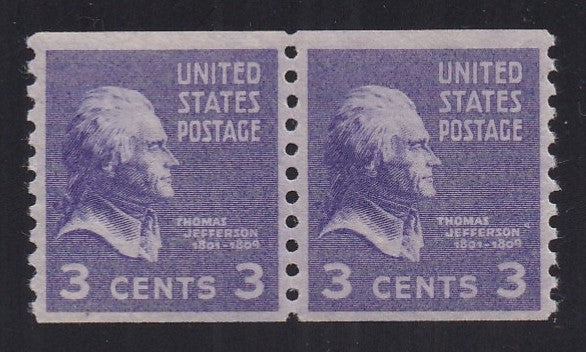 UNITED
STATES
POSTAGE
THOMAS
JEFFERSON
1801-1809
3 CENTS 3
UNITED
STATES
POSTAGE
THOMAS
JEFFERSON
1801-1809
3 CENTS 3